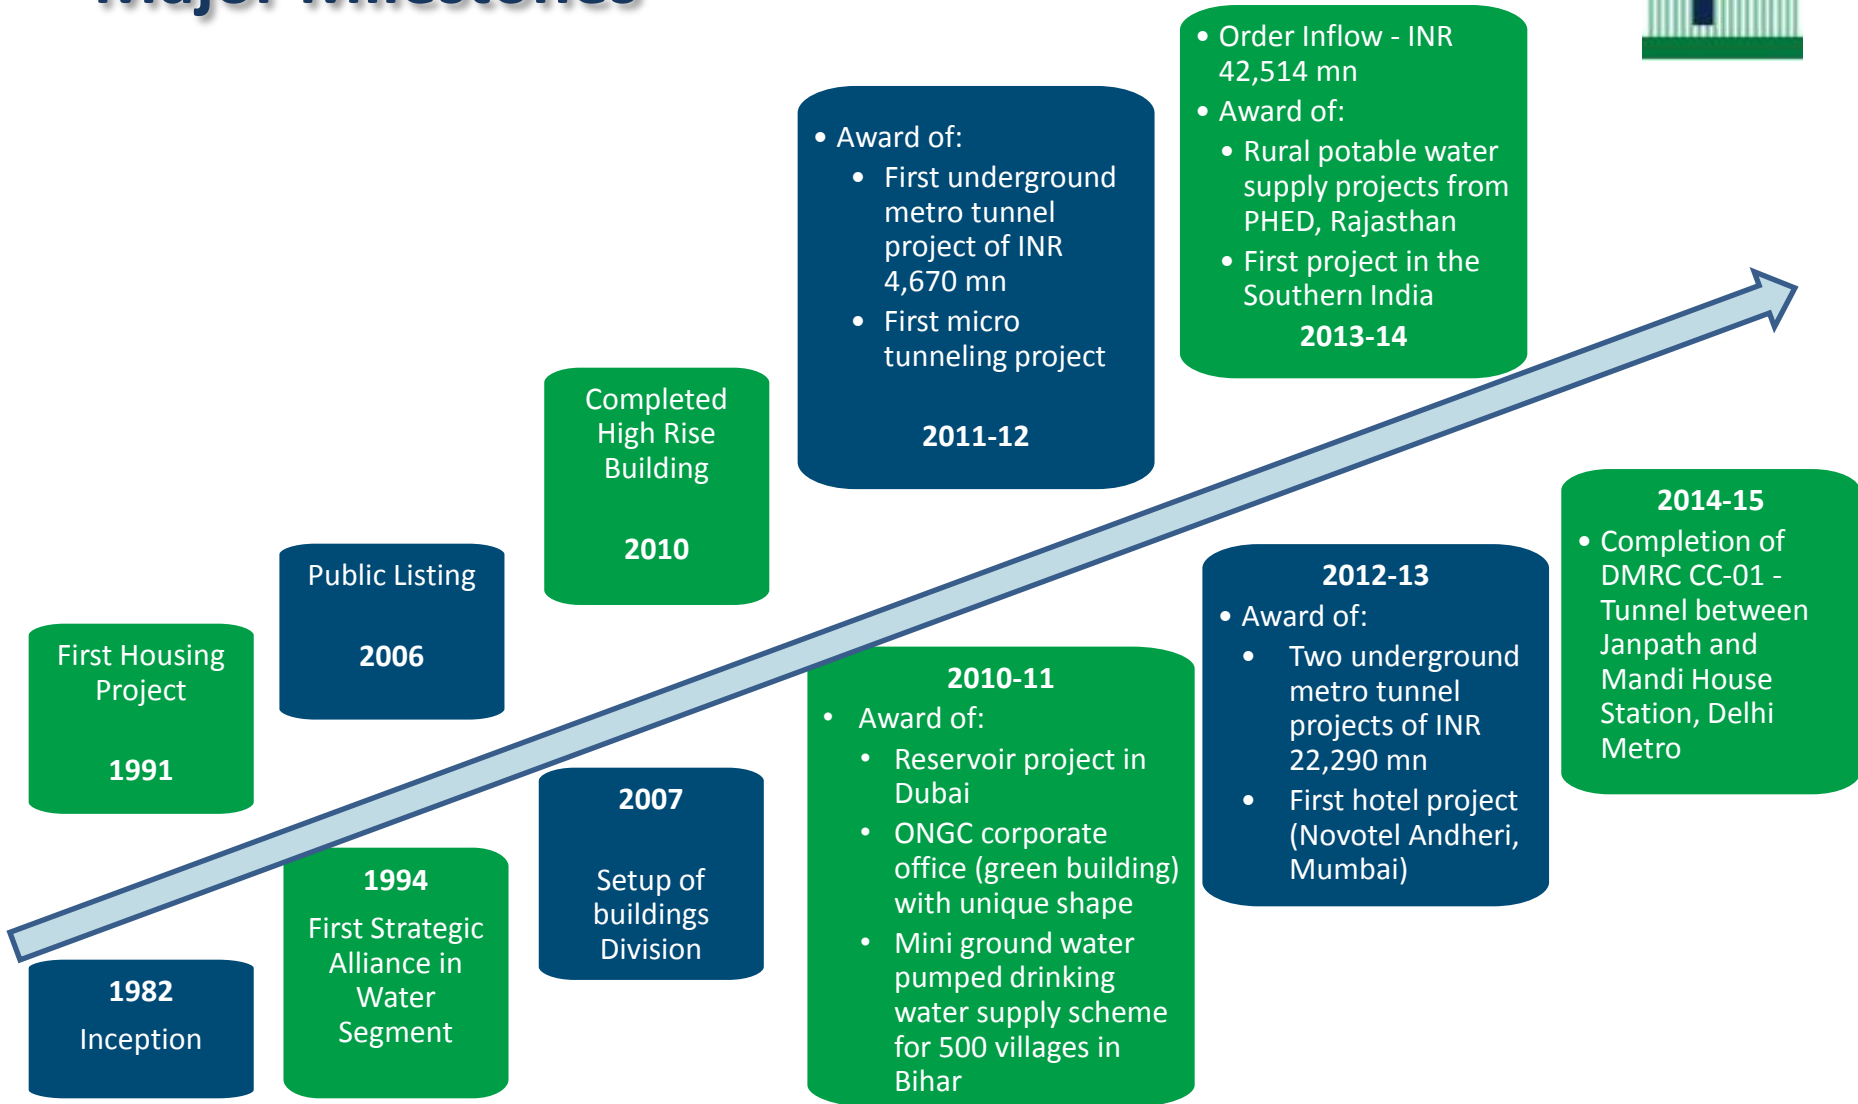 Major Milestones
• Order Inflow - INR
42,514 mn
• Award of:
• Rural potable water
supply projects from
PHED, Rajasthan
• First project in the
Southern India
2013-14
• Award of:
• First underground
metro tunnel
project of INR
4,670 mn
• First micro
tunneling project
2011-12
Completed
High Rise
Building
2010
Public Listing
2006
First Housing
Project
1991
1982
Inception
1994
First Strategic
Alliance in
Water
Segment
2007
Setup of
buildings
Division
2010-11
• Award of:
• Reservoir project in
Dubai
• ONGC corporate
office (green building)
with unique shape
• Mini ground water
pumped drinking
water supply scheme
for 500 villages in
Bihar
2012-13
• Award of:
• Two underground
metro tunnel
projects of INR
22,290 mn
• First hotel project
(Novotel Andheri,
Mumbai)
2014-15
• Completion of
DMRC CC-01 -
Tunnel between
Janpath and
Mandi House
Station, Delhi
Metro